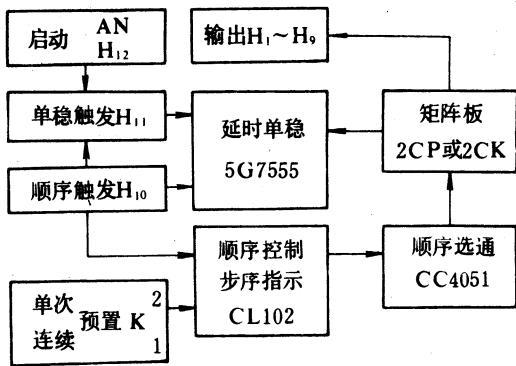 启动 AN
H₁₂
输出H₁～H₉
单稳触发H₁₁
延时单稳
5G7555
矩阵板
2CP或2CK
顺序触发H₁₀
顺序控制
步序指示
CL102
顺序选通
CC4051
单次
连续
预置 K
2
1